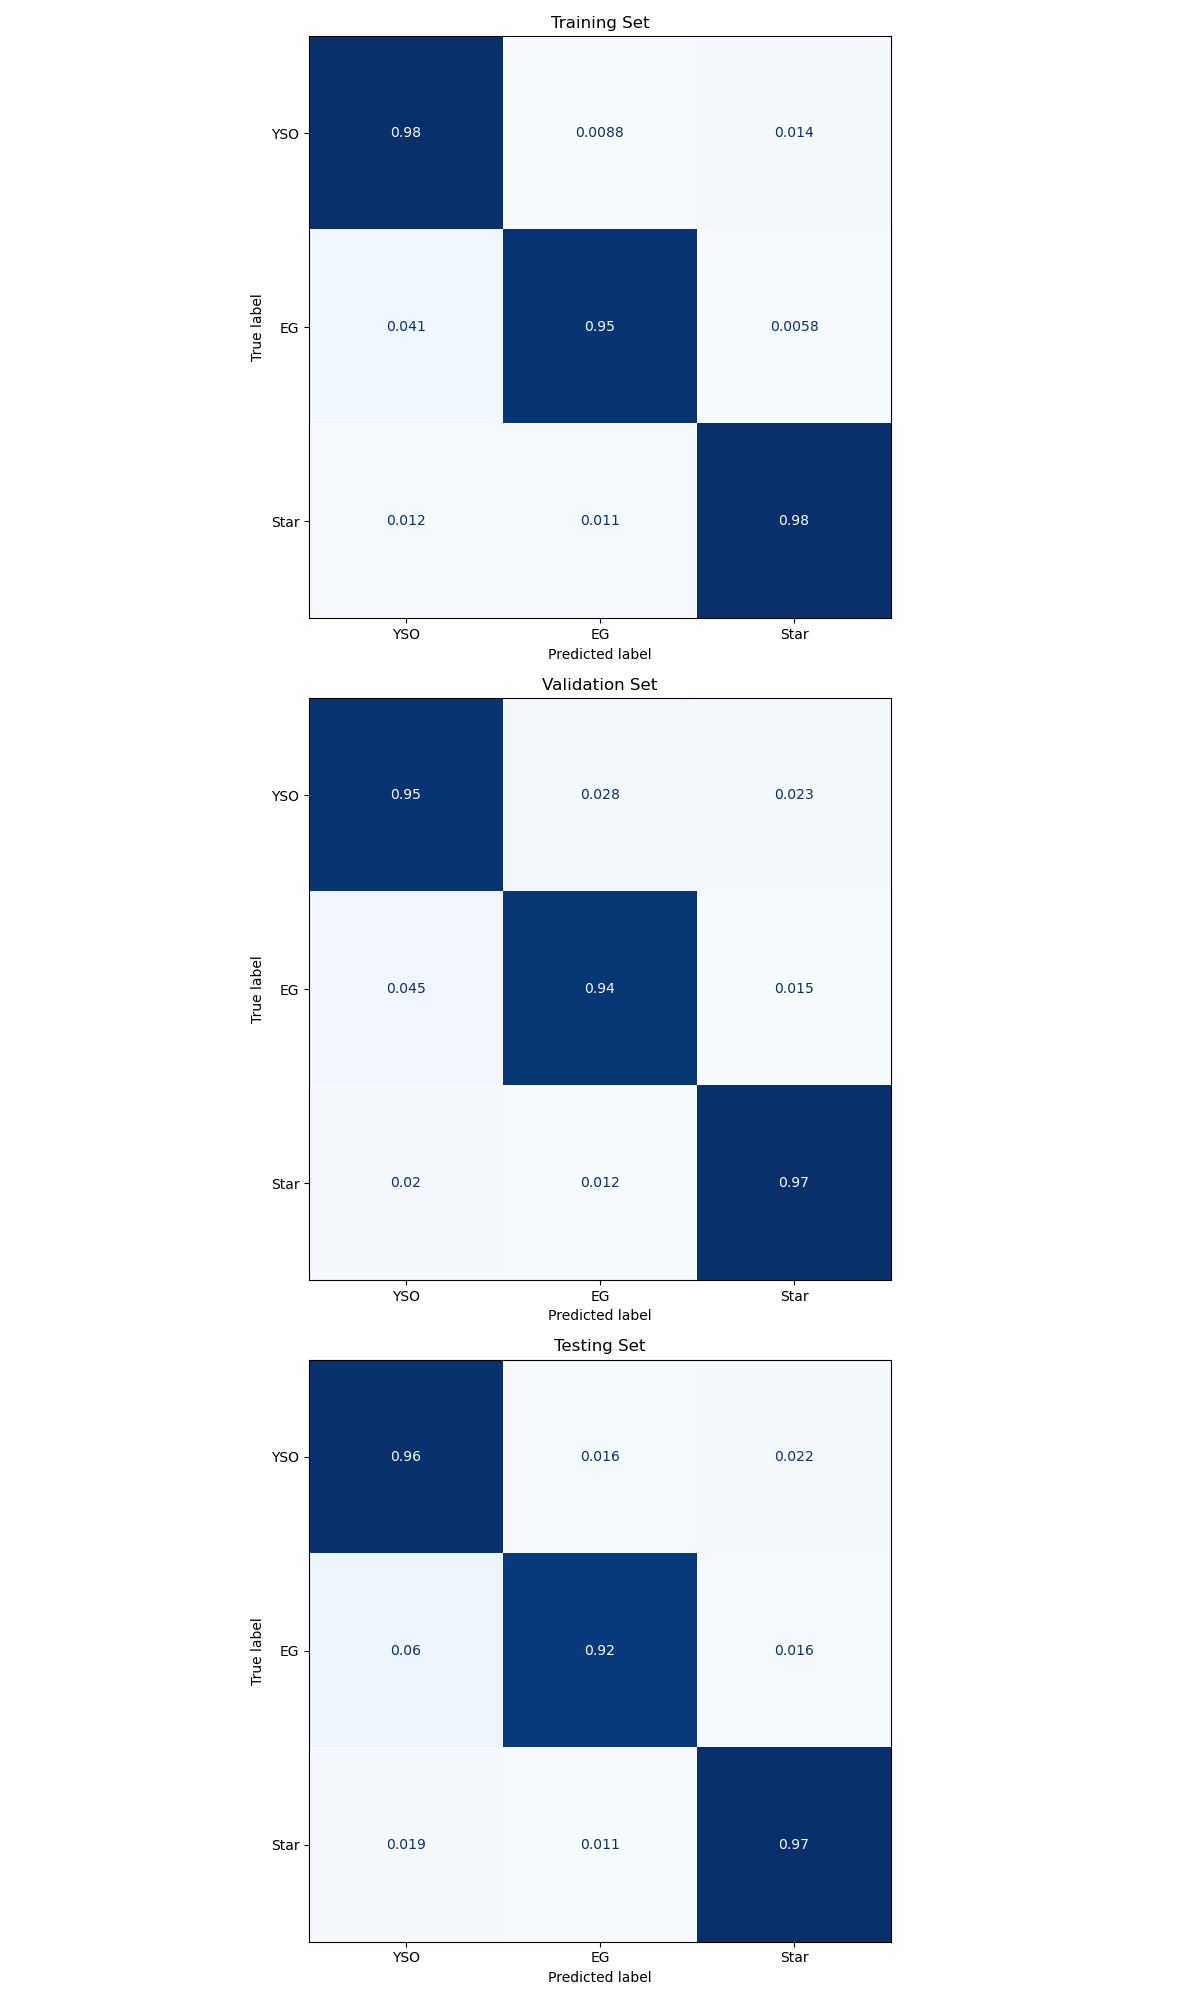 Training Set
YSO 0.98 0.0088 0.014
True label
EG 0.041 0.95 0.0058
Star 0.012 0.011 0.98
YSO EG Star
Predicted label
Validation Set
YSO 0.95 0.028 0.023
True label
EG 0.045 0.94 0.015
Star 0.02 0.012 0.97
YSO EG Star
Predicted label
Testing Set
YSO 0.96 0.016 0.022
True label
EG 0.06 0.92 0.016
Star 0.019 0.011 0.97
YSO EG Star
Predicted label